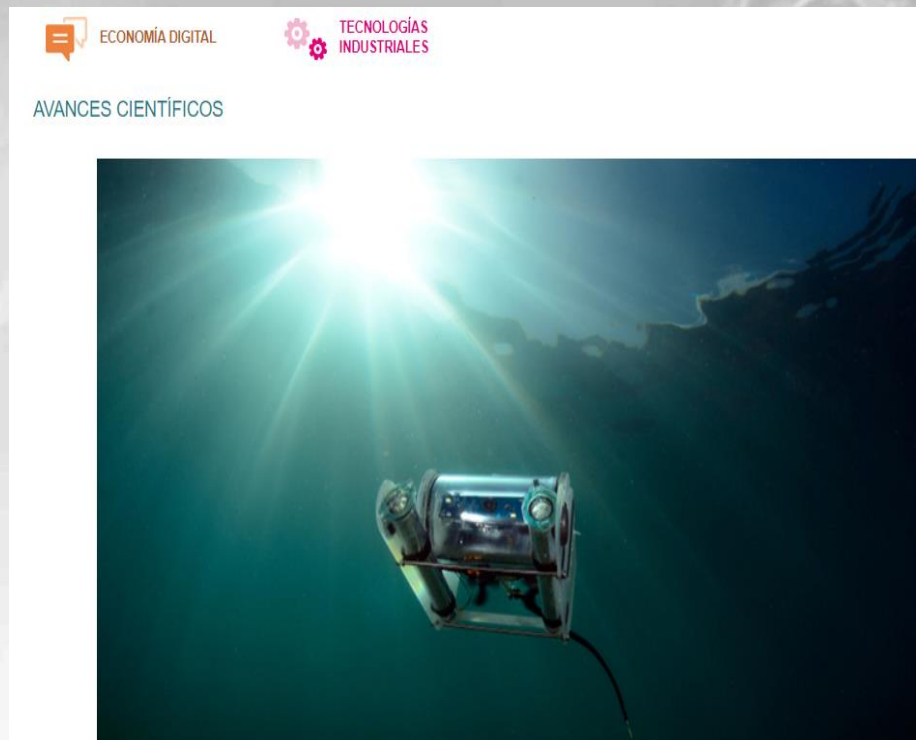 ECONOMÍA DIGITAL
TECNOLOGÍAS
INDUSTRIALES
AVANCES CIENTÍFICOS